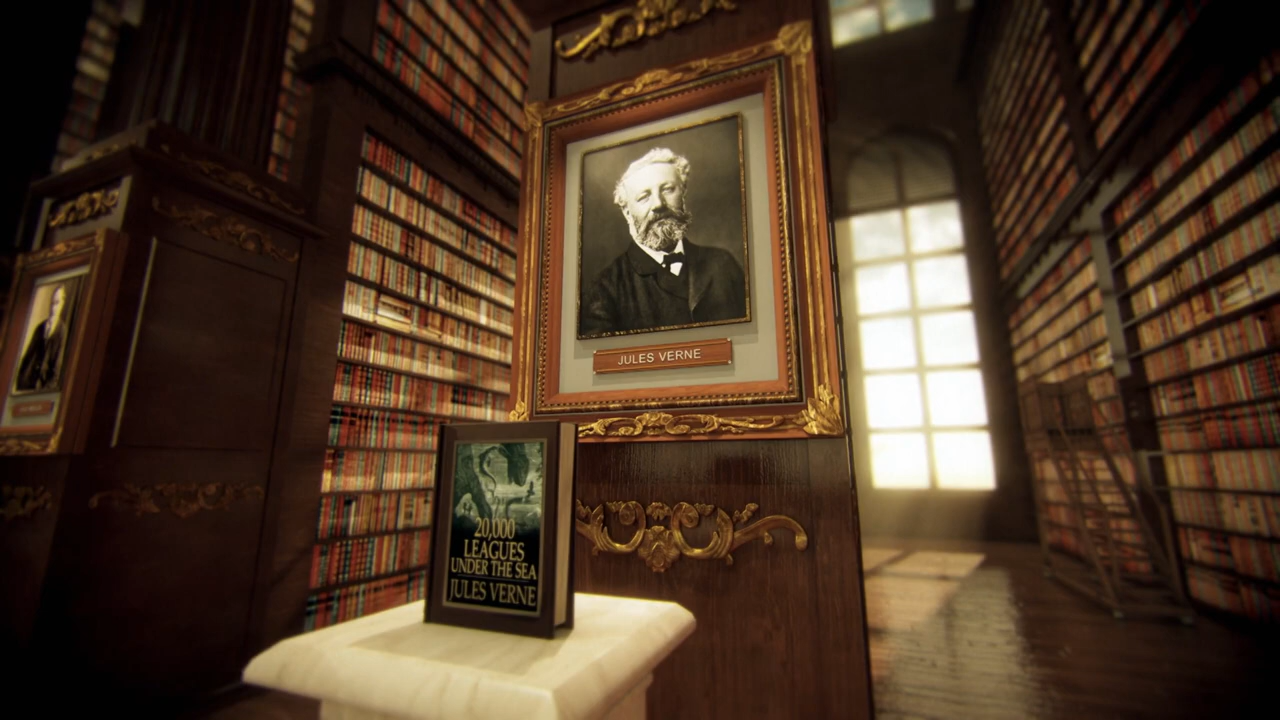 JULES VERNE
20,000
LEAGUES
UNDER THE SEA
JULES VERNE